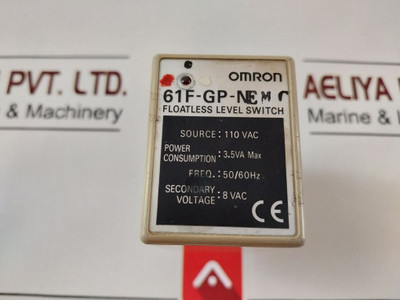 OMRON
61F-GP-NEMC
FLOATLESS LEVEL SWITCH
SOURCE : 110 VAC
POWER
CONSUMPTION : 3.5VA Max
FREQ. : 50/60Hz
SECONDARY
VOLTAGE : 8 VAC
CE
PVT. LTD.
& Machinery
AELIYA
Marine &